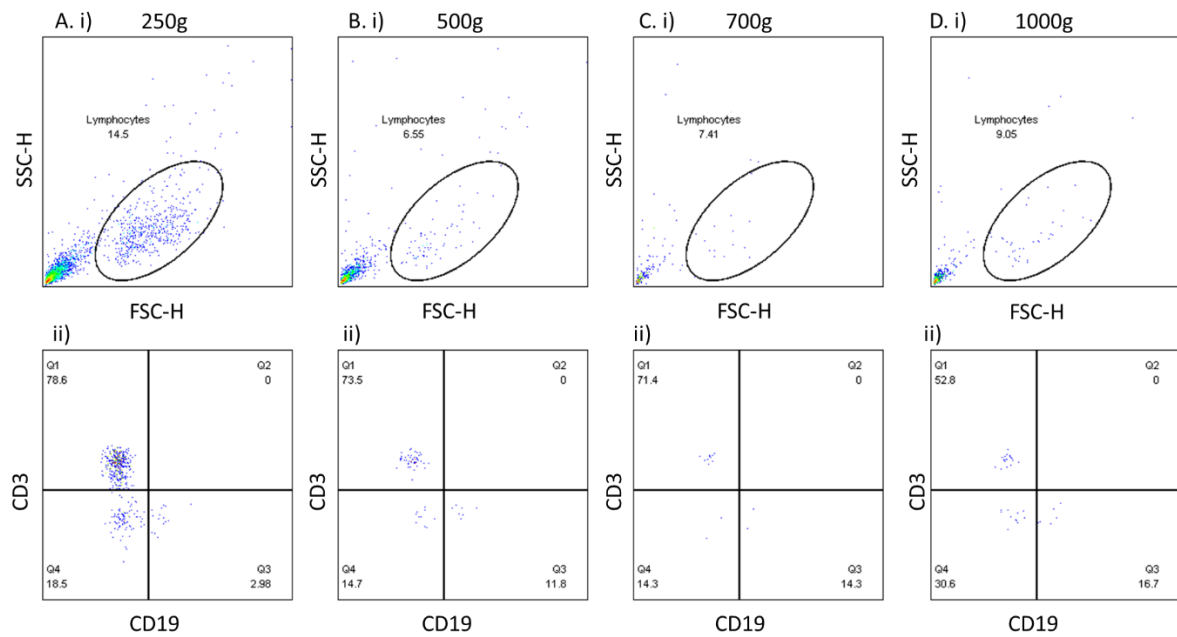 A. i) 250g
B. i) 500g
C. i) 700g
D. i) 1000g
SSC-H
Lymphocytes
14.5
FSC-H
SSC-H
Lymphocytes
6.55
FSC-H
SSC-H
Lymphocytes
7.41
FSC-H
SSC-H
Lymphocytes
9.05
FSC-H
ii)
CD3
Q1
78.6
Q2
0
Q4
18.5
Q3
2.98
CD19
ii)
CD3
Q1
73.5
Q2
0
Q4
14.7
Q3
11.8
CD19
ii)
CD3
Q1
71.4
Q2
0
Q4
14.3
Q3
14.3
CD19
ii)
CD3
Q1
52.8
Q2
0
Q4
30.6
Q3
16.7
CD19